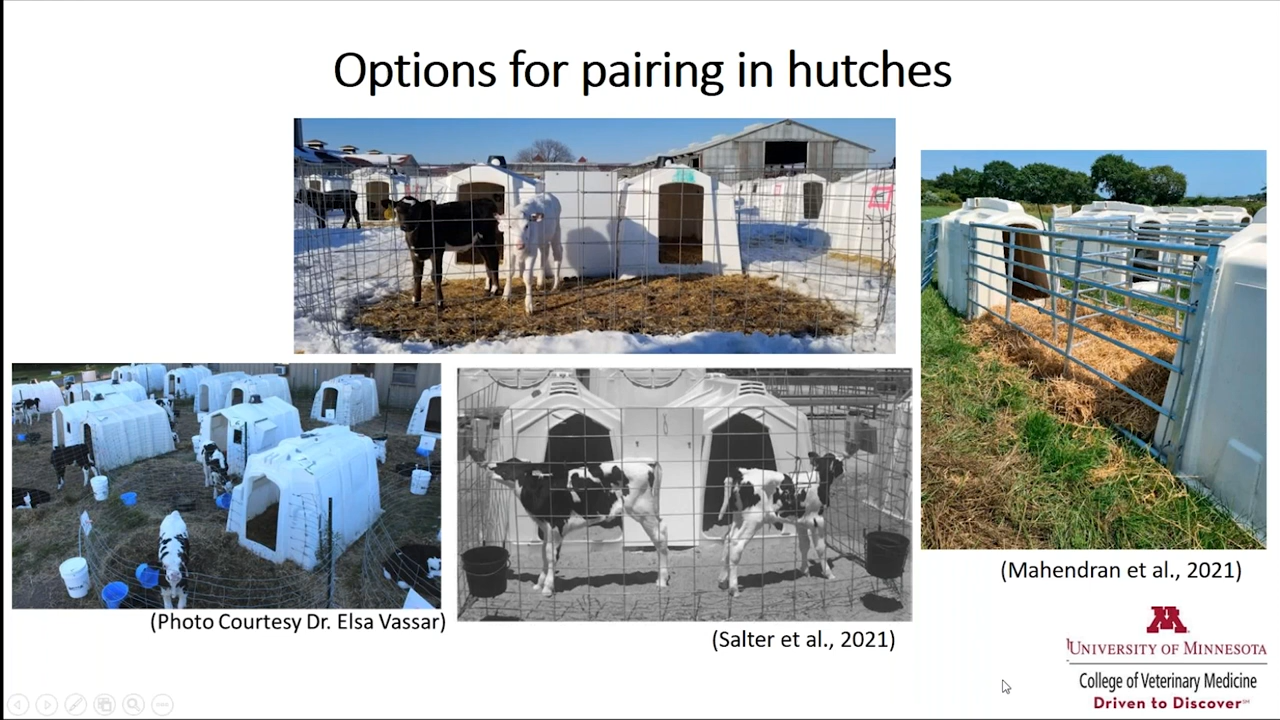 Options for pairing in hutches
(Mahendran et al., 2021)
(Photo Courtesy Dr. Elsa Vassar)
(Salter et al., 2021)
M
UNIVERSITY OF MINNESOTA
College of Veterinary Medicine
Driven to Discover℠